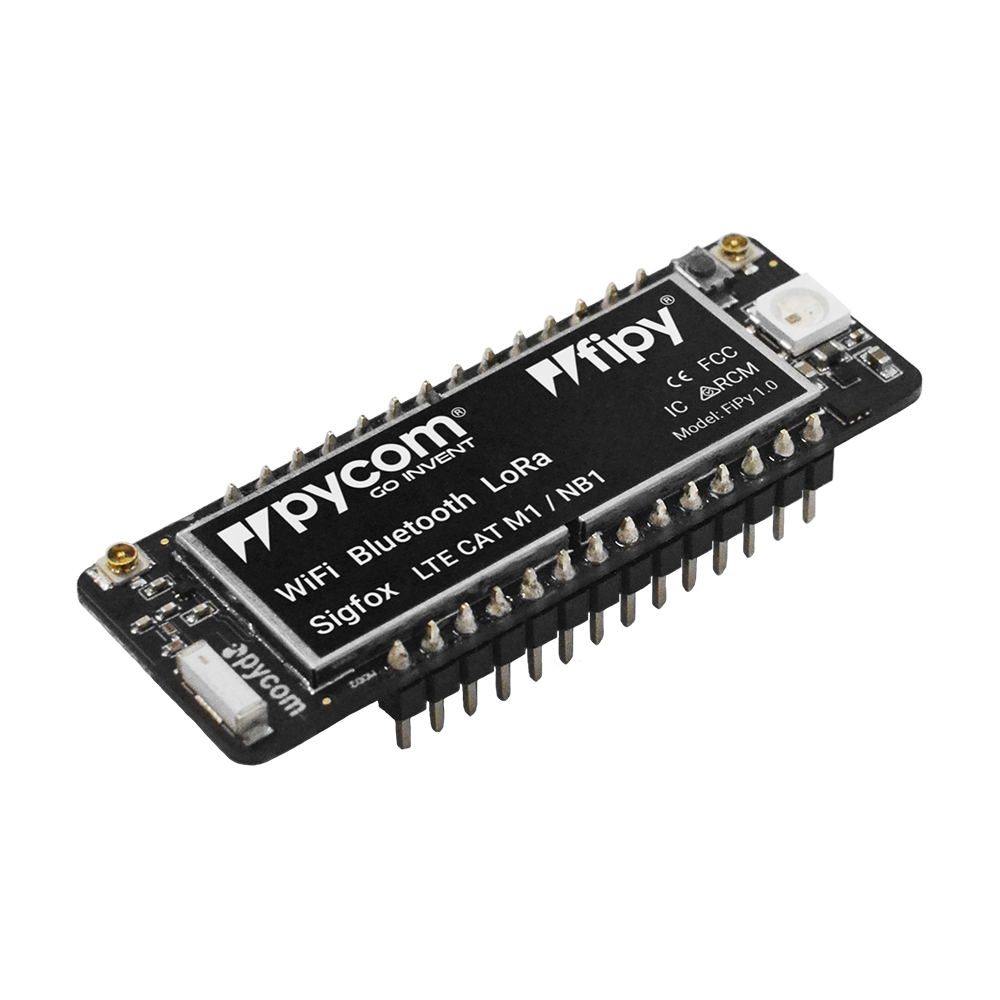 pycom®
GO INVENT
fipy®
WiFi Bluetooth LoRa
Sigfox LTE CAT M1 / NB1
CE FCC
IC RCM
Model: FiPy 1.0
pycom